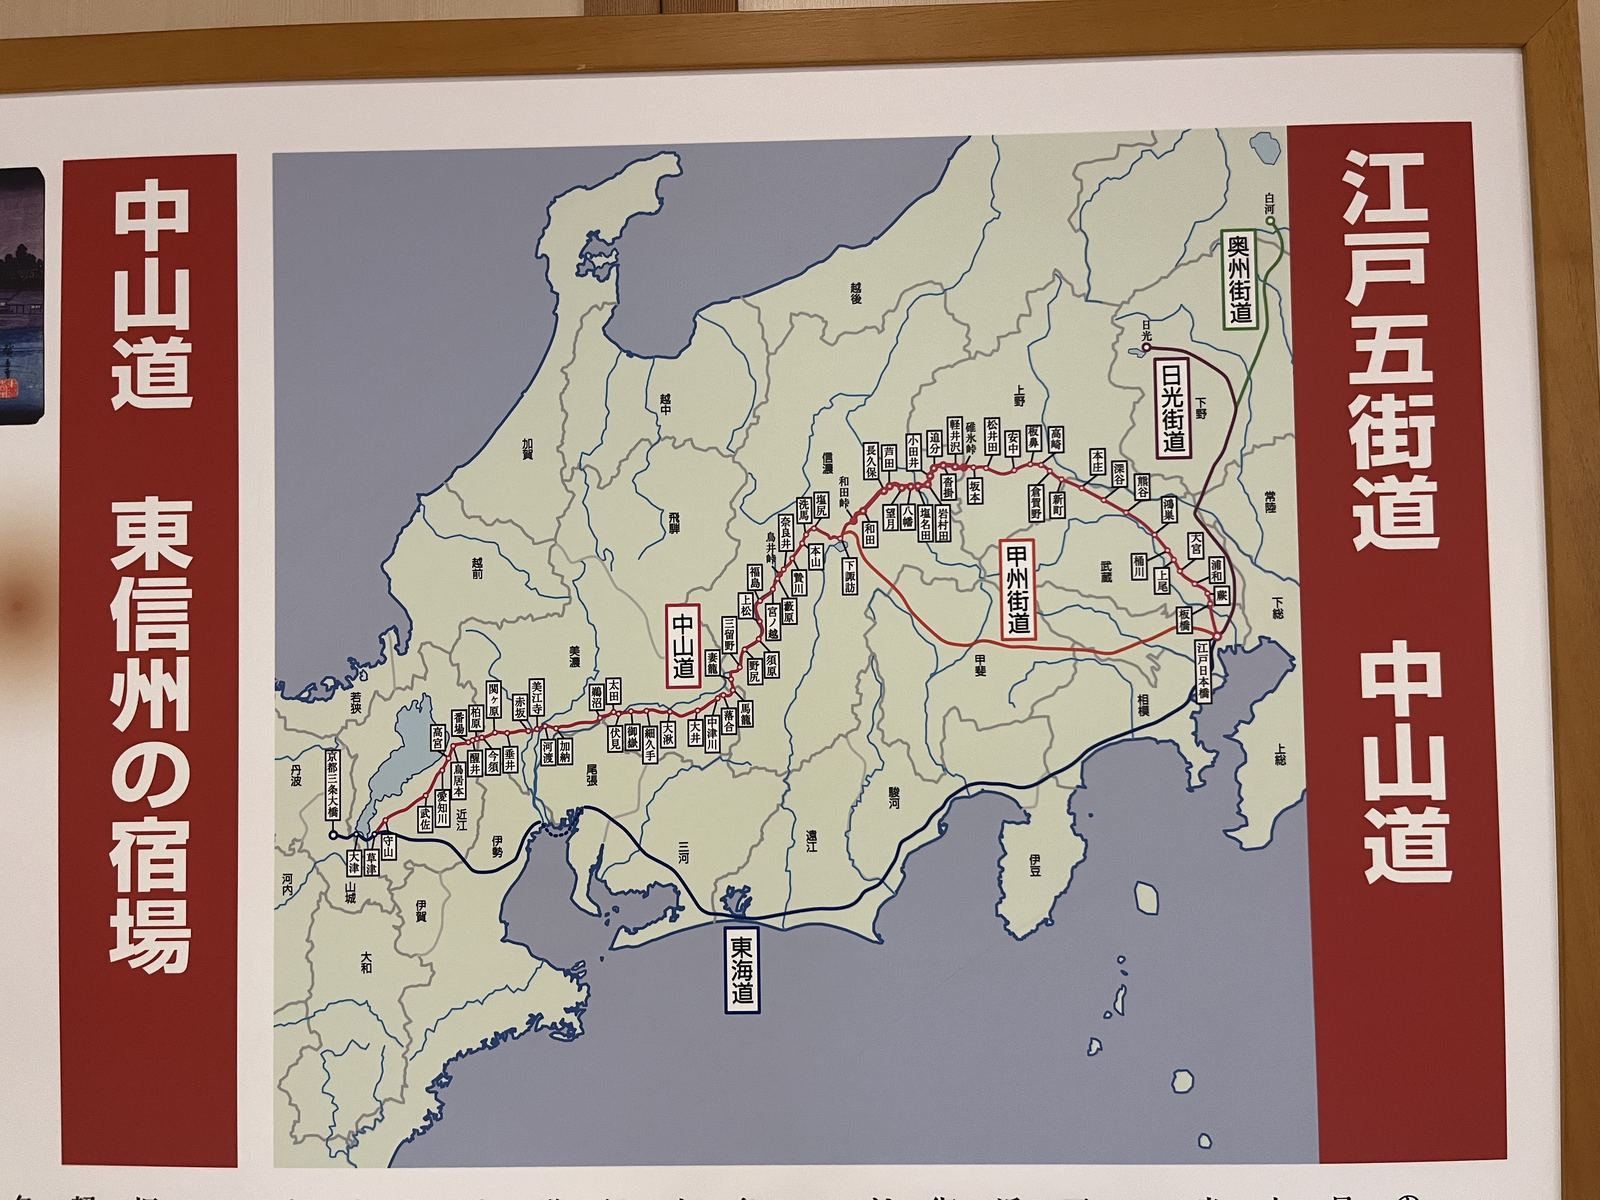 江戸五街道 中山道
中山道 東信州の宿場
白河
奥州街道
日光
日光街道
下野
常陸
上野
越後
越中
加賀
飛騨
信濃
越前
美濃
若狭
丹波
近江
尾張
伊勢
山城
河内
伊賀
大和
三河
遠江
駿河
甲斐
相模
武蔵
下総
上総
伊豆
中山道
甲州街道
東海道
江戸日本橋
板橋
蕨
浦和
大宮
上尾
桶川
鴻巣
熊谷
深谷
本庄
新町
倉賀野
高崎
板鼻
安中
松井田
坂本
碓氷峠
軽井沢
沓掛
追分
小田井
岩村田
塩名田
八幡
望月
芦田
長久保
和田
和田峠
下諏訪
塩尻
洗馬
本山
贄川
奈良井
鳥井峠
藪原
宮ノ越
福島
上松
須原
野尻
三留野
妻籠
馬籠
落合
中津川
大井
大湫
細久手
御嶽
伏見
太田
鵜沼
加納
河渡
美江寺
赤坂
垂井
関ヶ原
今須
柏原
醒井
番場
鳥居本
高宮
愛知川
武佐
守山
草津
大津
京都三条大橋